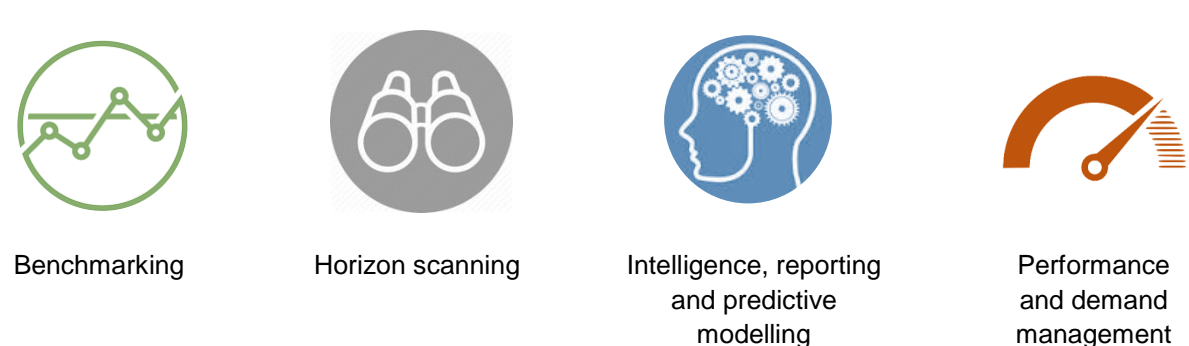 Benchmarking
Horizon scanning
Intelligence, reporting
and predictive
modelling
Performance
and demand
management